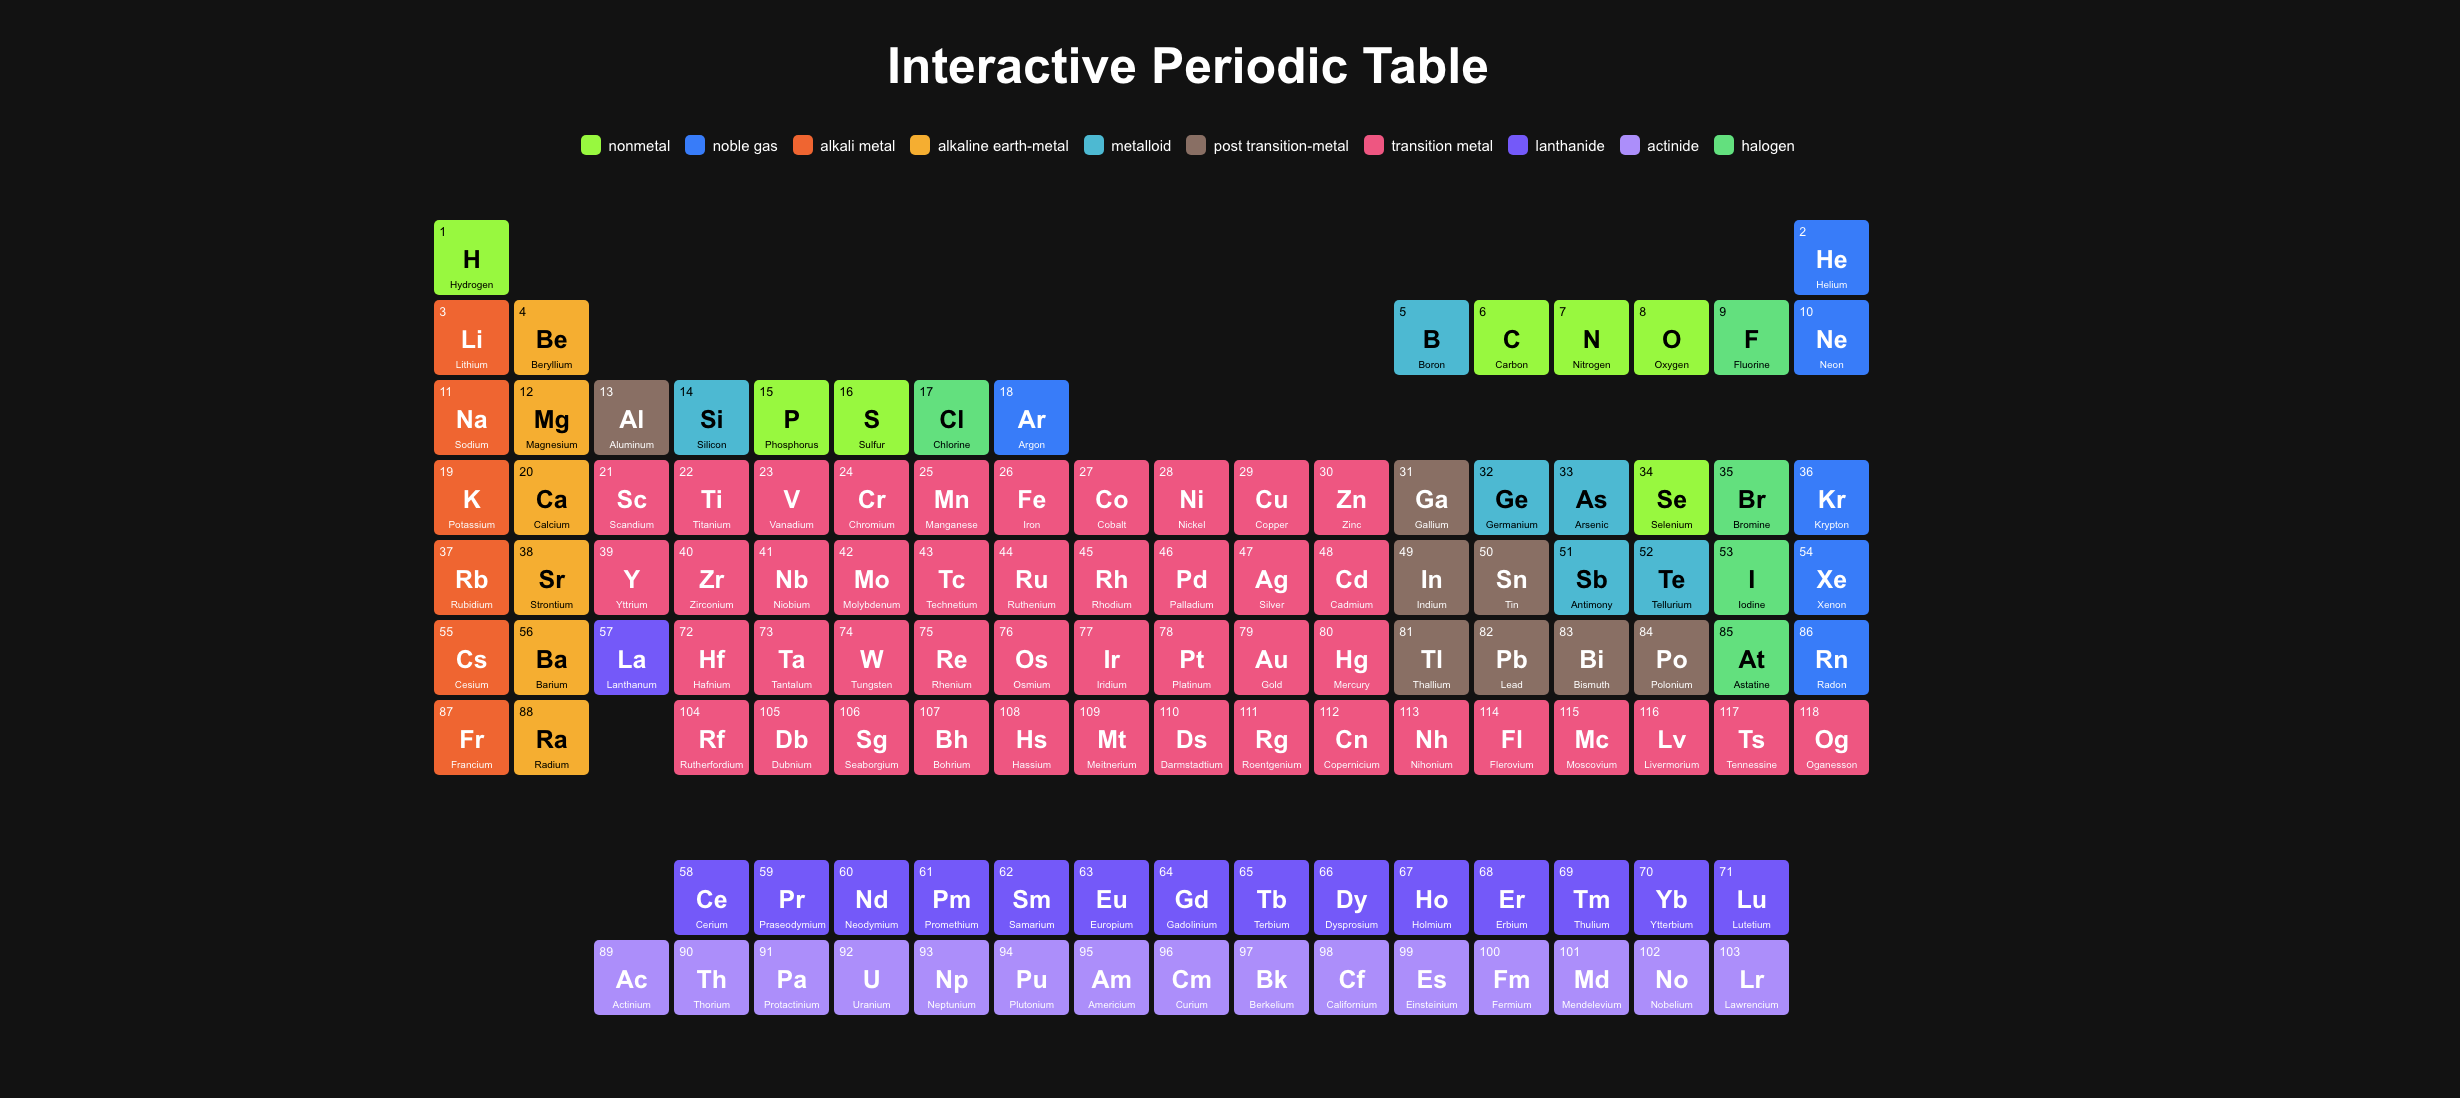 Interactive Periodic Table
nonmetal noble gas alkali metal alkaline earth-metal metalloid post transition-metal transition metal lanthanide actinide halogen
1 2
H He
Hydrogen Helium
3 4 5 6 7 8 9 10
Li Be B C N O F Ne
Lithium Beryllium Boron Carbon Nitrogen Oxygen Fluorine Neon
11 12 13 14 15 16 17 18
Na Mg Al Si P S Cl Ar
Sodium Magnesium Aluminum Silicon Phosphorus Sulfur Chlorine Argon
19 20 21 22 23 24 25 26 27 28 29 30 31 32 33 34 35 36
K Ca Sc Ti V Cr Mn Fe Co Ni Cu Zn Ga Ge As Se Br Kr
Potassium Calcium Scandium Titanium Vanadium Chromium Manganese Iron Cobalt Nickel Copper Zinc Gallium Germanium Arsenic Selenium Bromine Krypton
37 38 39 40 41 42 43 44 45 46 47 48 49 50 51 52 53 54
Rb Sr Y Zr Nb Mo Tc Ru Rh Pd Ag Cd In Sn Sb Te I Xe
Rubidium Strontium Yttrium Zirconium Niobium Molybdenum Technetium Ruthenium Rhodium Palladium Silver Cadmium Indium Tin Antimony Tellurium Iodine Xenon
55 56 57 72 73 74 75 76 77 78 79 80 81 82 83 84 85 86
Cs Ba La Hf Ta W Re Os Ir Pt Au Hg Tl Pb Bi Po At Rn
Cesium Barium Lanthanum Hafnium Tantalum Tungsten Rhenium Osmium Iridium Platinum Gold Mercury Thallium Lead Bismuth Polonium Astatine Radon
87 88 104 105 106 107 108 109 110 111 112 113 114 115 116 117 118
Fr Ra Rf Db Sg Bh Hs Mt Ds Rg Cn Nh Fl Mc Lv Ts Og
Francium Radium Rutherfordium Dubnium Seaborgium Bohrium Hassium Meitnerium Darmstadtium Roentgenium Copernicium Nihonium Flerovium Moscovium Livermorium Tennessine Oganesson
58 59 60 61 62 63 64 65 66 67 68 69 70 71
Ce Pr Nd Pm Sm Eu Gd Tb Dy Ho Er Tm Yb Lu
Cerium Praseodymium Neodymium Promethium Samarium Europium Gadolinium Terbium Dysprosium Holmium Erbium Thulium Ytterbium Lutetium
89 90 91 92 93 94 95 96 97 98 99 100 101 102 103
Ac Th Pa U Np Pu Am Cm Bk Cf Es Fm Md No Lr
Actinium Thorium Protactinium Uranium Neptunium Plutonium Americium Curium Berkelium Californium Einsteinium Fermium Mendelevium Nobelium Lawrencium